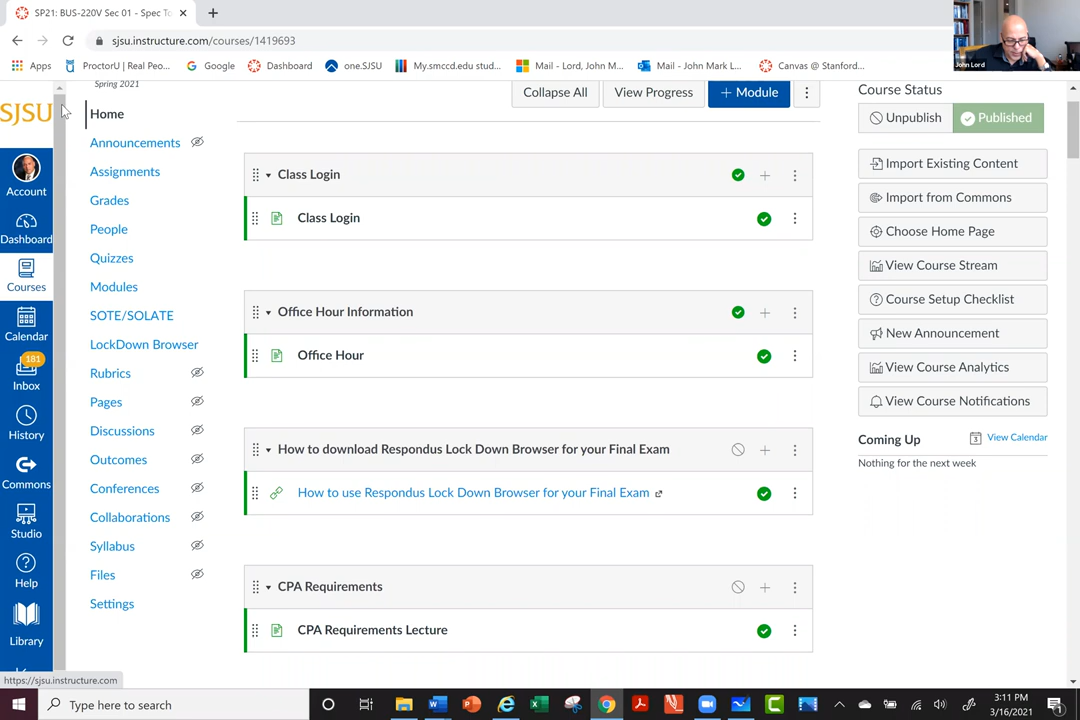 SP21: BUS-220V Sec 01 - Spec To
sjsu.instructure.com/courses/1419693
Apps
ProctorU | Real Peo...
Google
Dashboard
one.SJSU
My.smccd.edu stud...
Mail - Lord, John M...
Mail - John Mark L...
Canvas @ Stanford...
John Lord
SJSU
Account
Dashboard
Courses
Calendar
181
Inbox
History
Commons
Studio
Help
Library
Spring 2021
Home
Announcements
Assignments
Grades
People
Quizzes
Modules
SOTE/SOLATE
LockDown Browser
Rubrics
Pages
Discussions
Outcomes
Conferences
Collaborations
Syllabus
Files
Settings
Collapse All
View Progress
+ Module
Class Login
Class Login
Office Hour Information
Office Hour
How to download Respondus Lock Down Browser for your Final Exam
How to use Respondus Lock Down Browser for your Final Exam
CPA Requirements
CPA Requirements Lecture
Course Status
Unpublish
Published
Import Existing Content
Import from Commons
Choose Home Page
View Course Stream
Course Setup Checklist
New Announcement
View Course Analytics
View Course Notifications
Coming Up
3
View Calendar
Nothing for the next week
https://sjsu.instructure.com
Type here to search
3:11 PM
3/16/2021
1